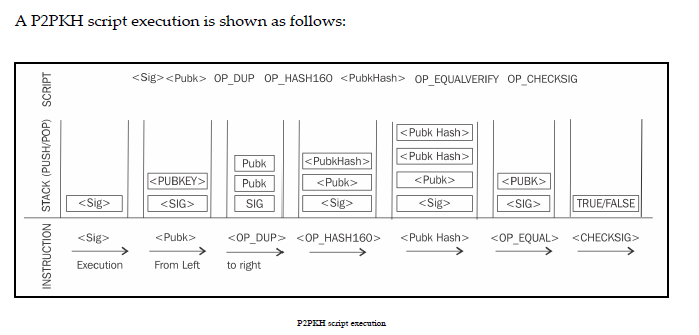 A P2PKH script execution is shown as follows:
SCRIPT
<Sig><Pubk> OP_DUP OP_HASH160 <PubkHash> OP_EQUALVERIFY OP_CHECKSIG
STACK (PUSH/POP)
<Sig>
<PUBKEY>
<SIG>
Pubk
Pubk
SIG
<PubkHash>
<Pubk>
<Sig>
<Pubk Hash>
<Pubk Hash>
<Pubk>
<Sig>
<PUBK>
<SIG>
TRUE/FALSE
INSTRUCTION
<Sig> <Pubk> <OP_DUP> <OP_HASH160> <Pubk Hash> <OP_EQUAL> <CHECKSIG>
Execution From Left to right
P2PKH script execution